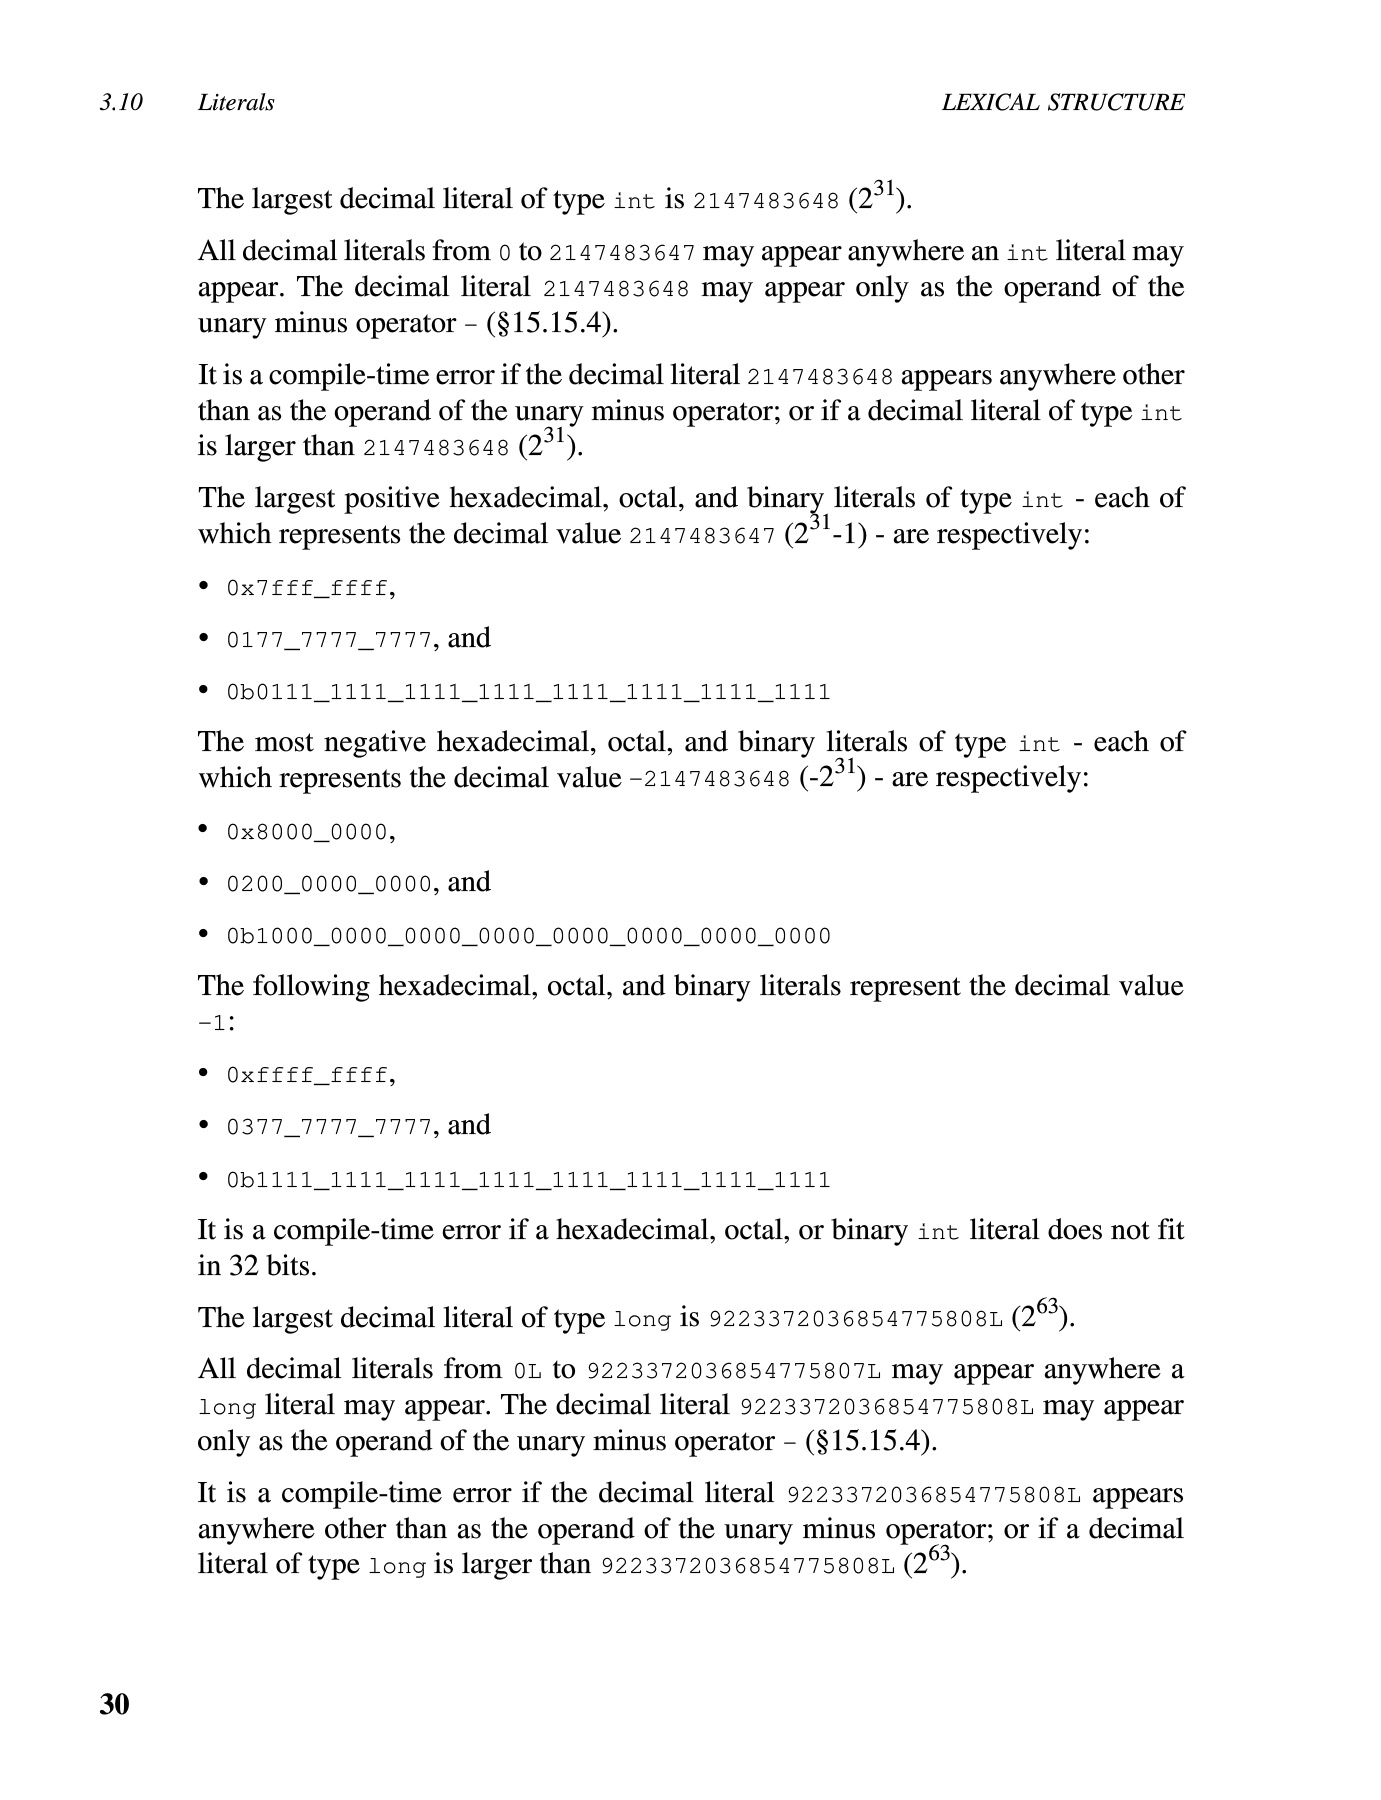 3.10 Literals LEXICAL STRUCTURE
The largest decimal literal of type int is 2147483648 (2³¹).
All decimal literals from 0 to 2147483647 may appear anywhere an int literal may
appear. The decimal literal 2147483648 may appear only as the operand of the
unary minus operator - (§15.15.4).
It is a compile-time error if the decimal literal 2147483648 appears anywhere other
than as the operand of the unary minus operator; or if a decimal literal of type int
is larger than 2147483648 (2³¹).
The largest positive hexadecimal, octal, and binary literals of type int - each of
which represents the decimal value 2147483647 (2³¹-1) - are respectively:
• 0x7fff_ffff,
• 0177_7777_7777, and
• 0b0111_1111_1111_1111_1111_1111_1111_1111
The most negative hexadecimal, octal, and binary literals of type int - each of
which represents the decimal value -2147483648 (-2³¹) - are respectively:
• 0x8000_0000,
• 0200_0000_0000, and
• 0b1000_0000_0000_0000_0000_0000_0000_0000
The following hexadecimal, octal, and binary literals represent the decimal value
-1:
• 0xffff_ffff,
• 0377_7777_7777, and
• 0b1111_1111_1111_1111_1111_1111_1111_1111
It is a compile-time error if a hexadecimal, octal, or binary int literal does not fit
in 32 bits.
The largest decimal literal of type long is 9223372036854775808L (2⁶³).
All decimal literals from 0L to 9223372036854775807L may appear anywhere a
long literal may appear. The decimal literal 9223372036854775808L may appear
only as the operand of the unary minus operator - (§15.15.4).
It is a compile-time error if the decimal literal 9223372036854775808L appears
anywhere other than as the operand of the unary minus operator; or if a decimal
literal of type long is larger than 9223372036854775808L (2⁶³).
30